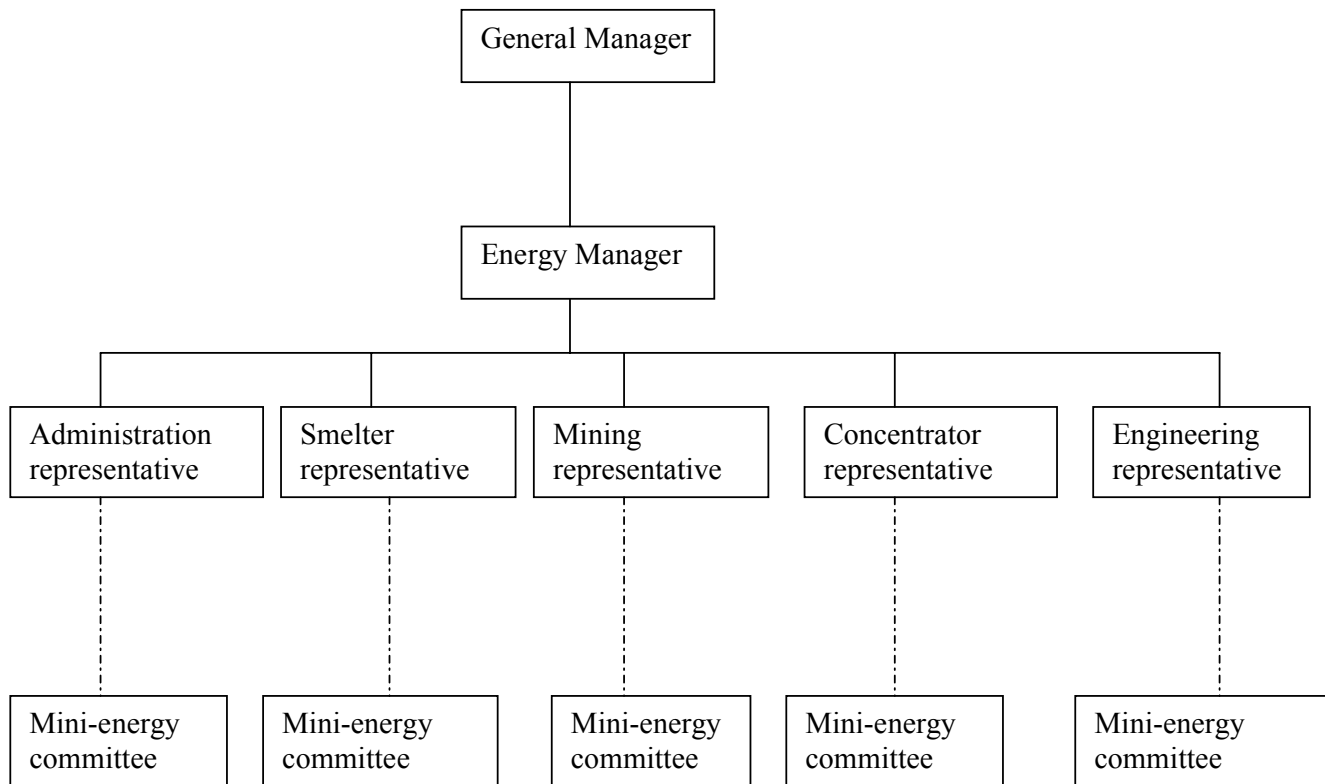 General Manager
Energy Manager
Administration
representative
Smelter
representative
Mining
representative
Concentrator
representative
Engineering
representative
Mini-energy
committee
Mini-energy
committee
Mini-energy
committee
Mini-energy
committee
Mini-energy
committee